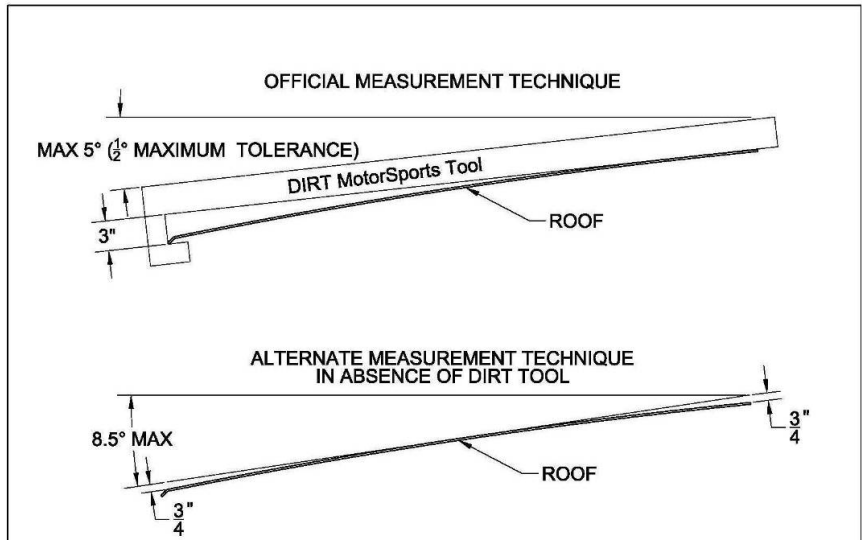 OFFICIAL MEASUREMENT TECHNIQUE
MAX 5° (½° MAXIMUM TOLERANCE)
DIRT MotorSports Tool
3"
ROOF
ALTERNATE MEASUREMENT TECHNIQUE
IN ABSENCE OF DIRT TOOL
8.5° MAX
3/4"
ROOF
3/4"